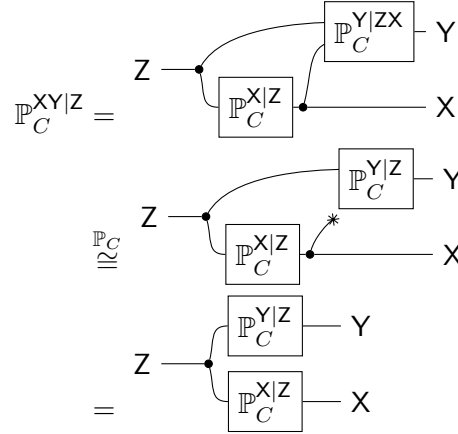 ℙ_C^{Y|ZX} Y
Z
ℙ_C^{X|Z} X
ℙ_C^{XY|Z} =
ℙ_C^{Y|Z} Y
Z *
ℙ_C^{X|Z} X
ℙ_C
≅
ℙ_C^{Y|Z} Y
Z
ℙ_C^{X|Z} X
=